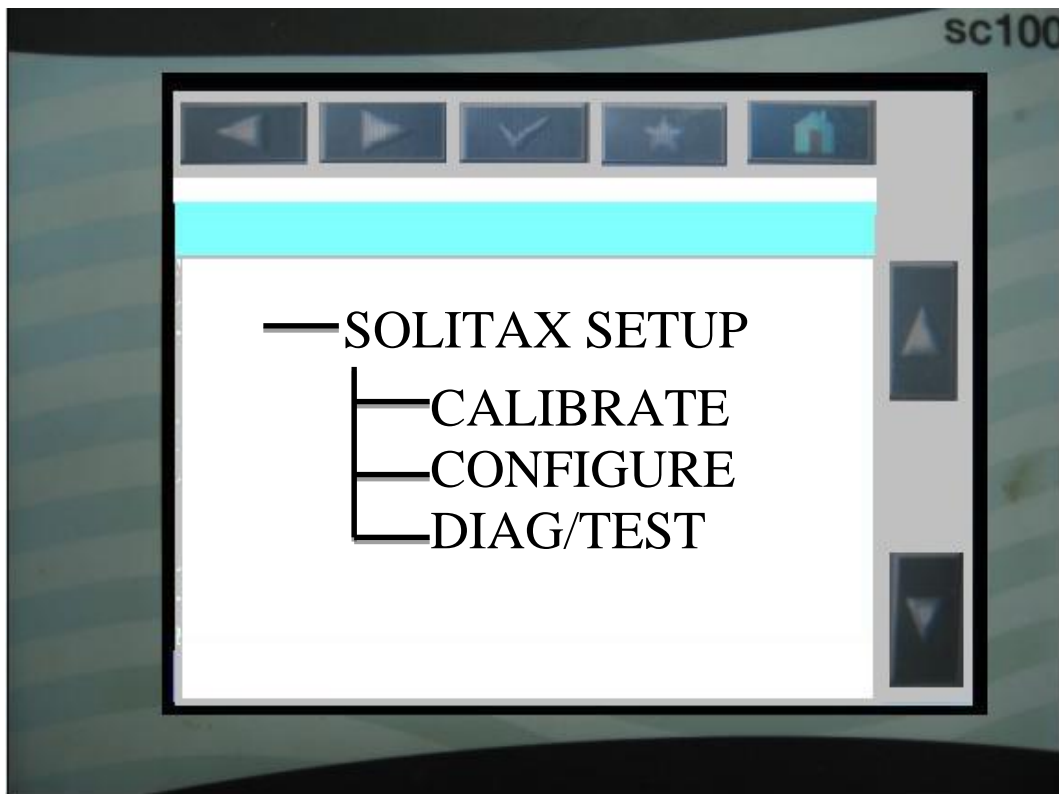 sc100
SOLITAX SETUP
CALIBRATE
CONFIGURE
DIAG/TEST